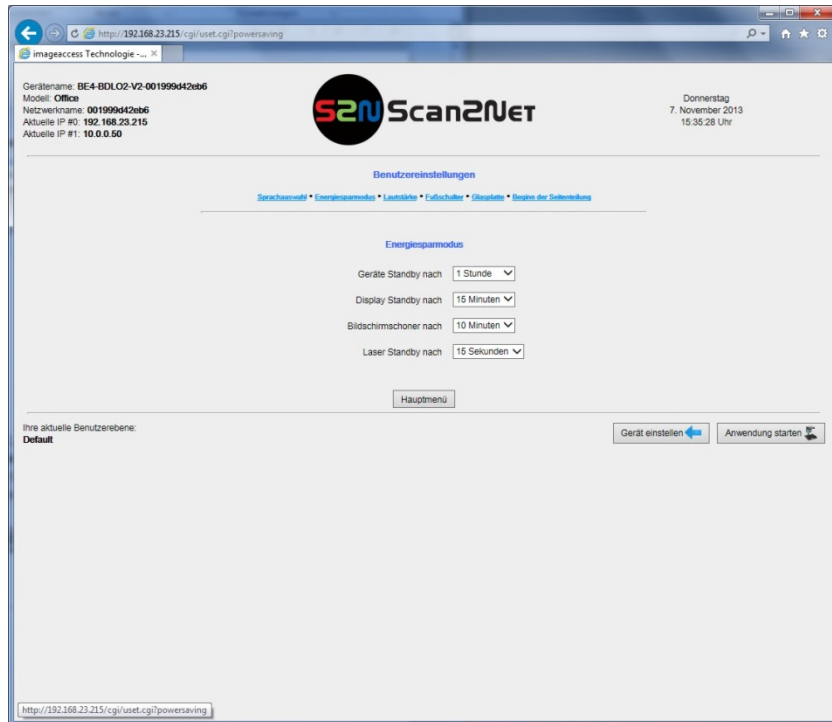 http://192.168.23.215/cgi/uset.cgi?powersaving
imageaccess Technologie -...
Gerätename: BE4-BDLO2-V2-001999d42eb6
Modell: Office
Netzwerkname: 001999d42eb6
Aktuelle IP #0: 192.168.23.215
Aktuelle IP #1: 10.0.0.50
S2N Scan2Net
Donnerstag
7. November 2013
15:35:28 Uhr
Benutzereinstellungen
Sprachauswahl * Energiesparmodus * Lautstärke * Fußschalter * Glasplatte * Beginn der Seitenteilung
Energiesparmodus
Geräte Standby nach 1 Stunde
Display Standby nach 15 Minuten
Bildschirmschoner nach 10 Minuten
Laser Standby nach 15 Sekunden
Hauptmenü
Ihre aktuelle Benutzerebene:
Default
Gerät einstellen Anwendung starten
http://192.168.23.215/cgi/uset.cgi?powersaving